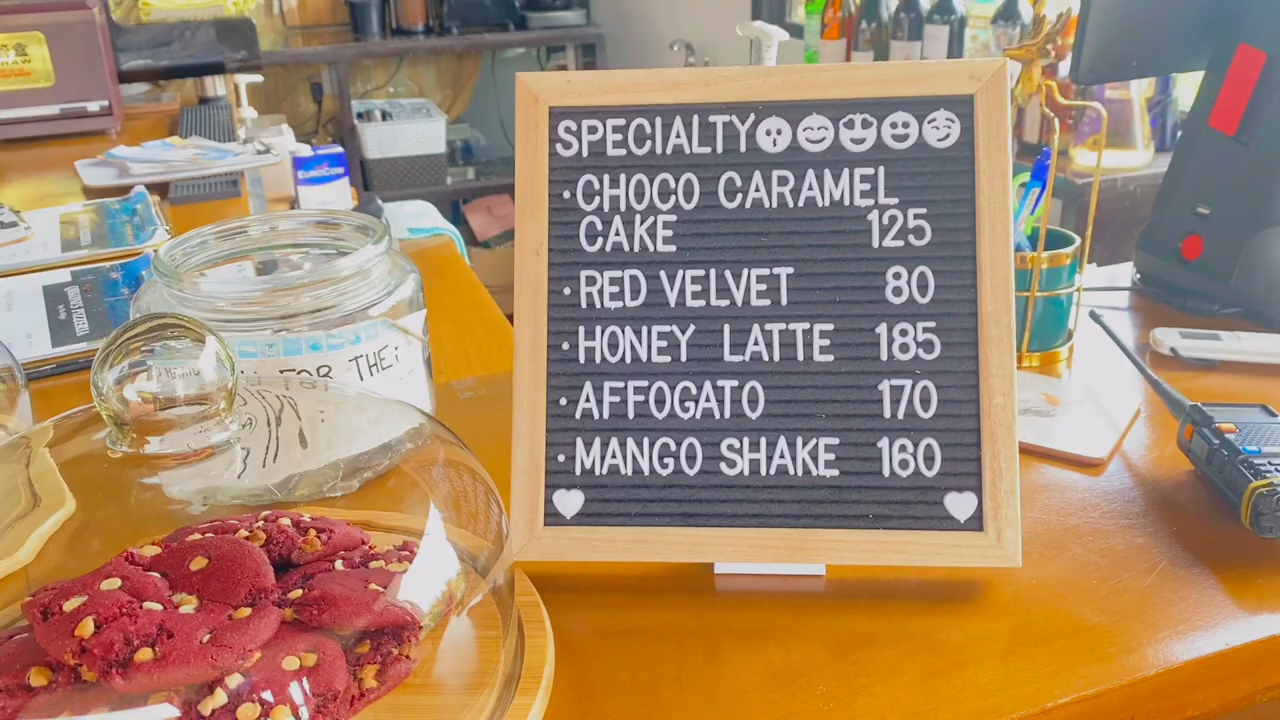 SPECIALTY
·CHOCO CARAMEL
CAKE 125
·RED VELVET 80
·HONEY LATTE 185
·AFFOGATO 170
·MANGO SHAKE 160
FOR THE